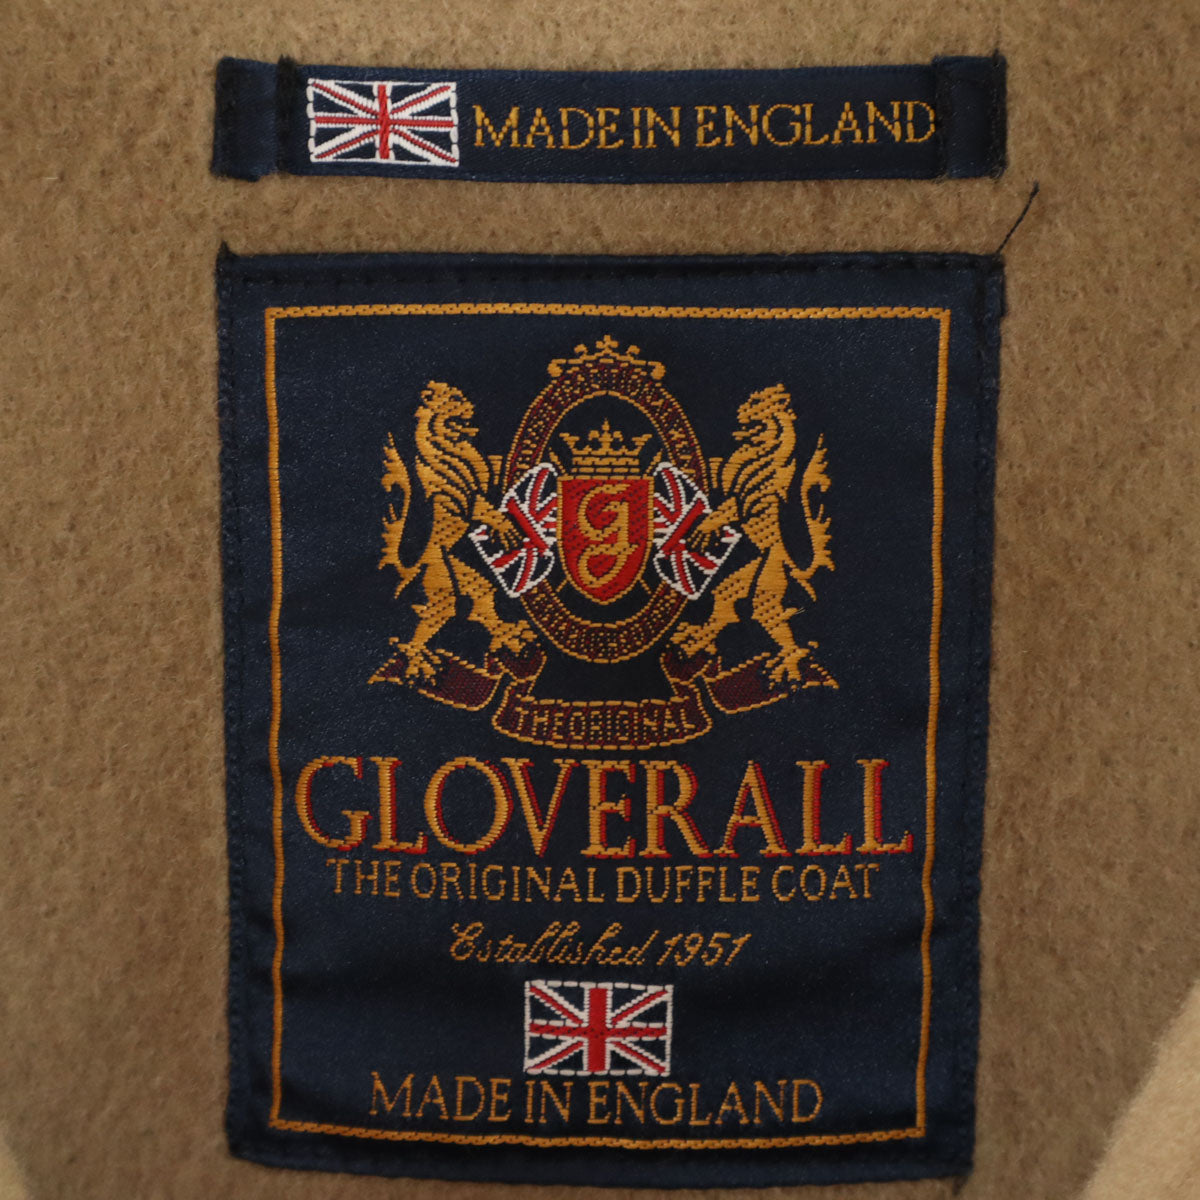 MADE IN ENGLAND
G
THE ORIGINAL
GLOVERALL
THE ORIGINAL DUFFLE COAT
Established 1951
MADE IN ENGLAND